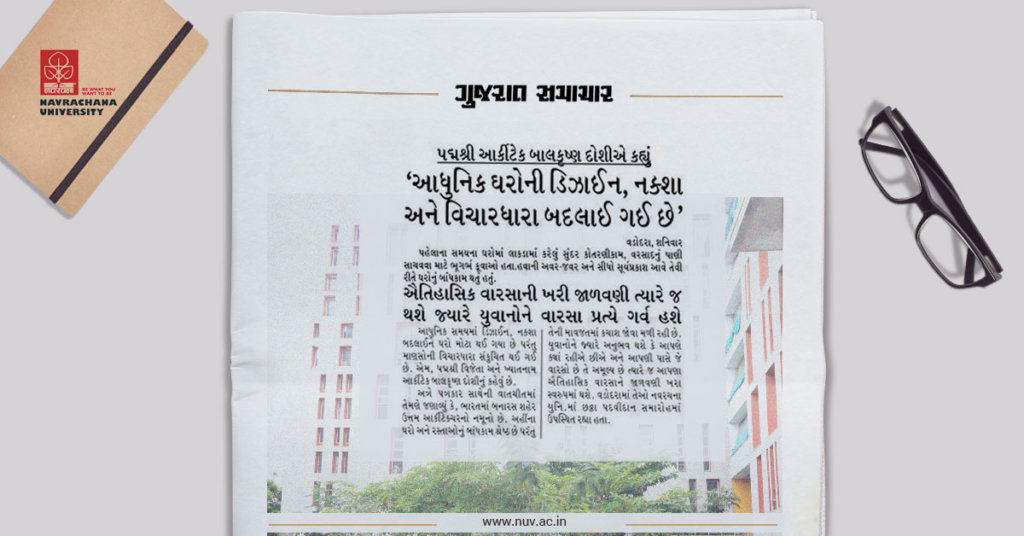 નવરચના
BE WHAT YOU
WANT TO BE
NAVRACHANA
UNIVERSITY
ગુજરાત સમાચાર
પદ્મશ્રી આર્કીટેક બાલકૃષ્ણ દોશીએ કહ્યું
‘આધુનિક ઘરોની ડિઝાઈન, નક્શા
અને વિચારધારા બદલાઈ ગઈ છે’
વડોદરા, શનિવાર
પહેલાના સમયના ઘરોમાં લાકડામાં કરેલું સુંદર કોતરણીકામ, વરસાદનું પાણી
સાચવવા માટે ભૂગર્ભ કૂવાઓ હતા.હવાની અવર-જવર અને સીધો સૂર્યપ્રકાશ આવે તેવી
રીતે ઘરોનું બાંધકામ થતું હતું.
ઐતિહાસિક વારસાની ખરી જાળવણી ત્યારે જ
થશે જ્યારે યુવાનોને વારસા પ્રત્યે ગર્વ હશે
આધુનિક સમયમાં ડિઝાઈન, નકશા
બદલાઈને ઘરો મોટા થઈ ગયા છે પરંતુ
માણસોની વિચારધારા સંકુચિત થઈ ગઈ
છે. એમ, પદ્મશ્રી વિજેતા અને ખ્યાતનામ
આર્કીટેક બાલકૃષ્ણ દોશીનું કહેવું છે.
અત્રે પત્રકાર સાથેની વાતચીતમાં
તેમણે જણાવ્યું કે, ભારતમાં બનારસ શહેર
ઉત્તમ આર્કીટેક્ચરનો નમૂનો છે. અહીંના
ઘરો અને રસ્તાઓનું બાંધકામ શ્રેષ્ઠ છે પરંતુ
તેની માવજતમાં કચાશ જોવા મળી રહી છે.
યુવાનોને જ્યારે અનુભવ થશે કે આપણે
ક્યાં રહીએ છીએ અને આપણી પાસે જે
વારસો છે તે અમૂલ્ય છે ત્યારે જ આપણા
ઐતિહાસિક વારસાને જાળવણી ખરા
સ્વરુપમાં થશે. વડોદરામાં તેઓ નવરચના
યુનિ.માં છઠ્ઠા પદવીદાન સમારોહમાં
ઉપસ્થિત રહ્યા હતા.
www.nuv.ac.in